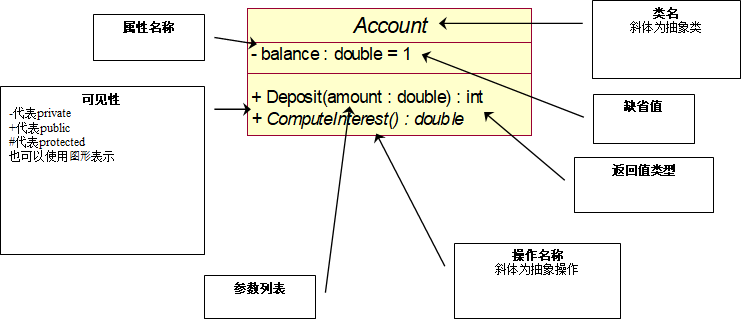 类名
斜体为抽象类
属性名称
Account
- balance : double = 1
缺省值
可见性
-代表private
+代表public
#代表protected
也可以使用图形表示
+ Deposit(amount : double) : int
+ ComputeInterest() : double
返回值类型
操作名称
斜体为抽象操作
参数列表